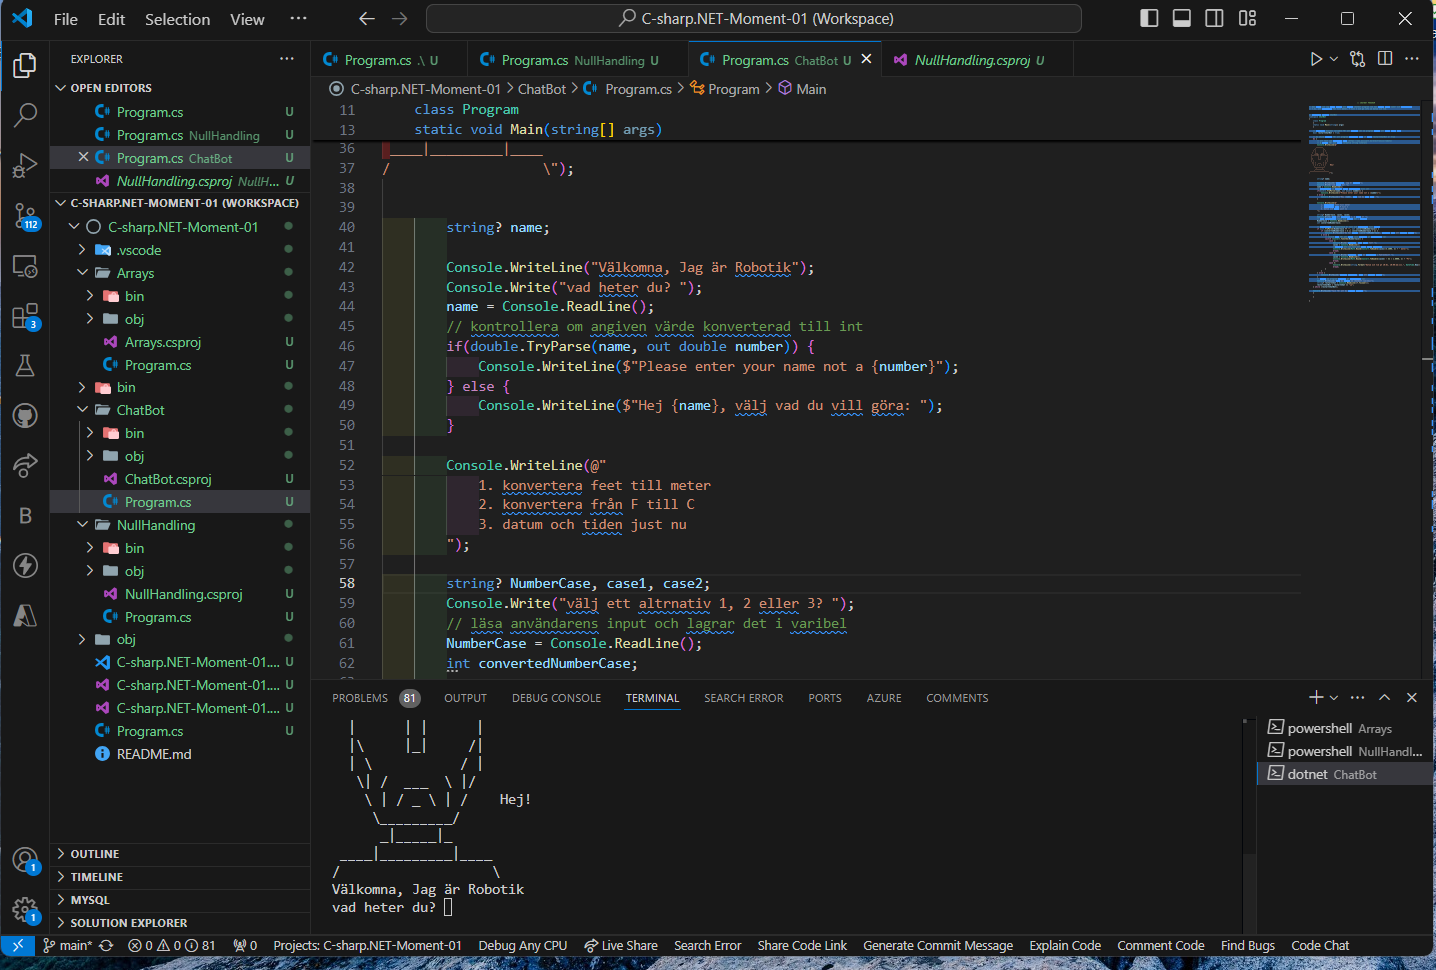 File Edit Selection View ··· C-sharp.NET-Moment-01 (Workspace)
EXPLORER ···
OPEN EDITORS
Program.cs U
Program.cs NullHandling U
Program.cs ChatBot U
NullHandling.csproj NullH... U
C-SHARP.NET-MOMENT-01 (WORKSPACE)
C-sharp.NET-Moment-01
.vscode
Arrays
bin
obj
Arrays.csproj U
Program.cs U
bin
ChatBot
bin
obj
ChatBot.csproj U
Program.cs U
NullHandling
bin
obj
NullHandling.csproj U
Program.cs U
obj
C-sharp.NET-Moment-01.... U
C-sharp.NET-Moment-01.... U
C-sharp.NET-Moment-01.... U
Program.cs U
README.md
OUTLINE
TIMELINE
MYSQL
SOLUTION EXPLORER
112
3
B
1
1
Program.cs .\ U Program.cs NullHandling U Program.cs ChatBot U NullHandling.csproj U
C-sharp.NET-Moment-01 > ChatBot > Program.cs > Program > Main
11 class Program
13 static void Main(string[] args)
36 ____|_________|____
37 / \");
38
39
40 string? name;
41
42 Console.WriteLine("Välkomna, Jag är Robotik");
43 Console.Write("vad heter du? ");
44 name = Console.ReadLine();
45 // kontrollera om angiven värde konverterad till int
46 if(double.TryParse(name, out double number)) {
47 Console.WriteLine($"Please enter your name not a {number}");
48 } else {
49 Console.WriteLine($"Hej {name}, välj vad du vill göra: ");
50 }
51
52 Console.WriteLine(@"
53 1. konvertera feet till meter
54 2. konvertera från F till C
55 3. datum och tiden just nu
56 ");
57
58 string? NumberCase, case1, case2;
59 Console.Write("välj ett altrnativ 1, 2 eller 3? ");
60 // läsa användarens input och lagrar det i varibel
61 NumberCase = Console.ReadLine();
62 int convertedNumberCase;
PROBLEMS 81 OUTPUT DEBUG CONSOLE TERMINAL SEARCH ERROR PORTS AZURE COMMENTS
| | | |
|\ |_| /|
| \ / |
\| / ___ \ |/
\ | / _ \ | / Hej!
\_________/
_|_____|_
____|_________|____
/ \
Välkomna, Jag är Robotik
vad heter du?
powershell Arrays
powershell NullHandl...
dotnet ChatBot
main* 0 0 81 0 Projects: C-sharp.NET-Moment-01 Debug Any CPU Live Share Search Error Share Code Link Generate Commit Message Explain Code Comment Code Find Bugs Code Chat